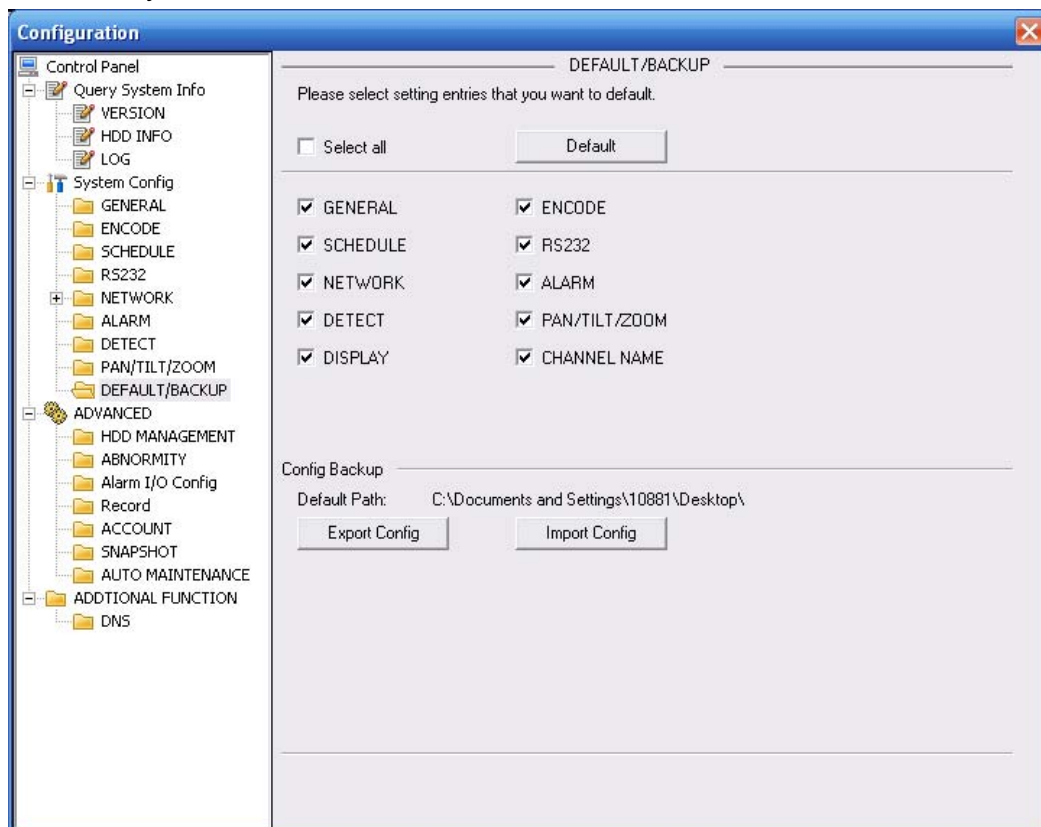 Configuration
Control Panel
Query System Info
VERSION
HDD INFO
LOG
System Config
GENERAL
ENCODE
SCHEDULE
RS232
NETWORK
ALARM
DETECT
PAN/TILT/ZOOM
DEFAULT/BACKUP
ADVANCED
HDD MANAGEMENT
ABNORMITY
Alarm I/O Config
Record
ACCOUNT
SNAPSHOT
AUTO MAINTENANCE
ADDTIONAL FUNCTION
DNS
DEFAULT/BACKUP
Please select setting entries that you want to default.
Select all Default
GENERAL ENCODE
SCHEDULE RS232
NETWORK ALARM
DETECT PAN/TILT/ZOOM
DISPLAY CHANNEL NAME
Config Backup
Default Path: C:\Documents and Settings\10881\Desktop\
Export Config Import Config